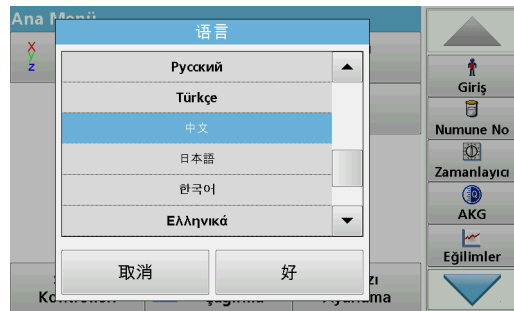 Ana Menü
语言
X
y
z
Русский
Türkçe
中文
日本語
한국어
Ελληνικά
取消
好
Giriş
Numune No
Zamanlayıcı
AKG
Eğilimler